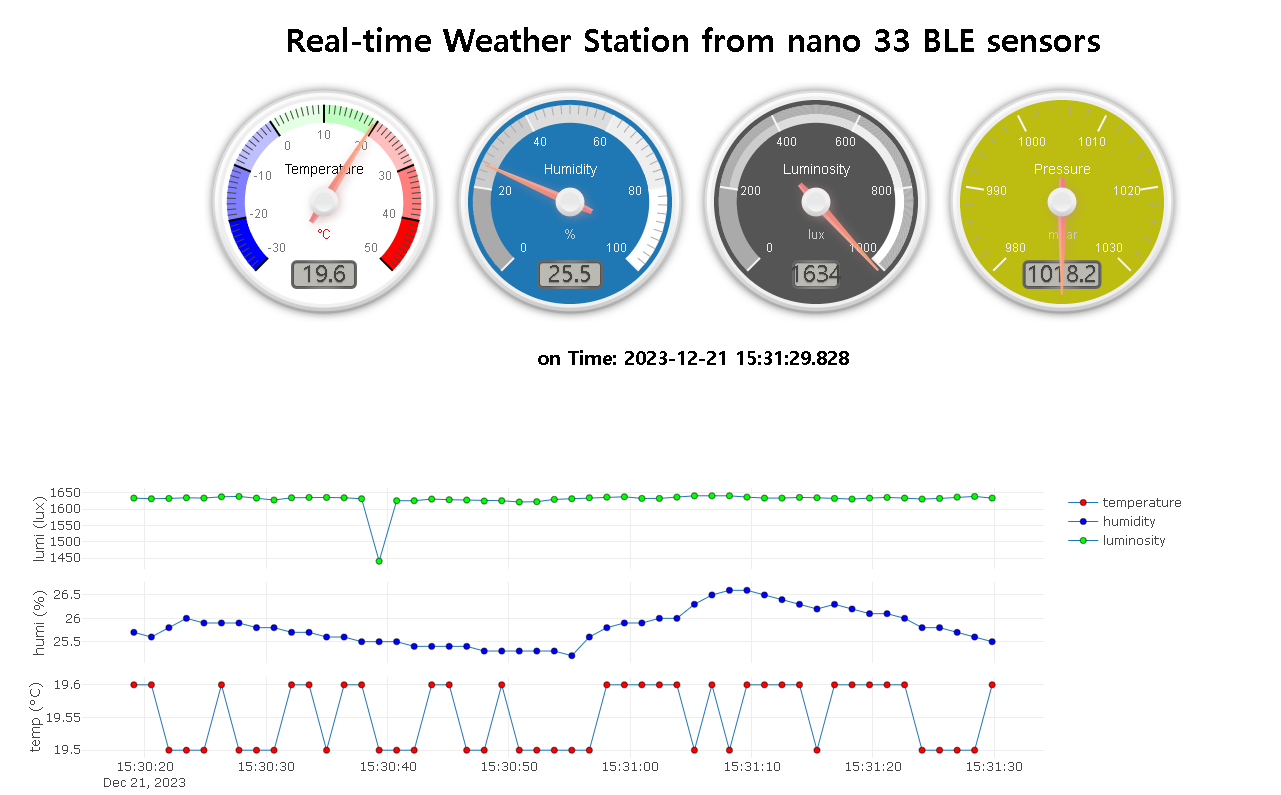 Real-time Weather Station from nano 33 BLE sensors
-30 -20 -10 0 10 20 30 40 50
Temperature
°C
19.6
0 20 40 60 80 100
Humidity
%
25.5
0 200 400 600 800 1000
Luminosity
lux
1634
980 990 1000 1010 1020 1030
Pressure
mbar
1018.2
on Time: 2023-12-21 15:31:29.828
lumi (lux)
1650
1600
1550
1500
1450
temperature
humidity
luminosity
humi (%)
26.5
26
25.5
temp (°C)
19.6
19.55
19.5
15:30:20 15:30:30 15:30:40 15:30:50 15:31:00 15:31:10 15:31:20 15:31:30
Dec 21, 2023